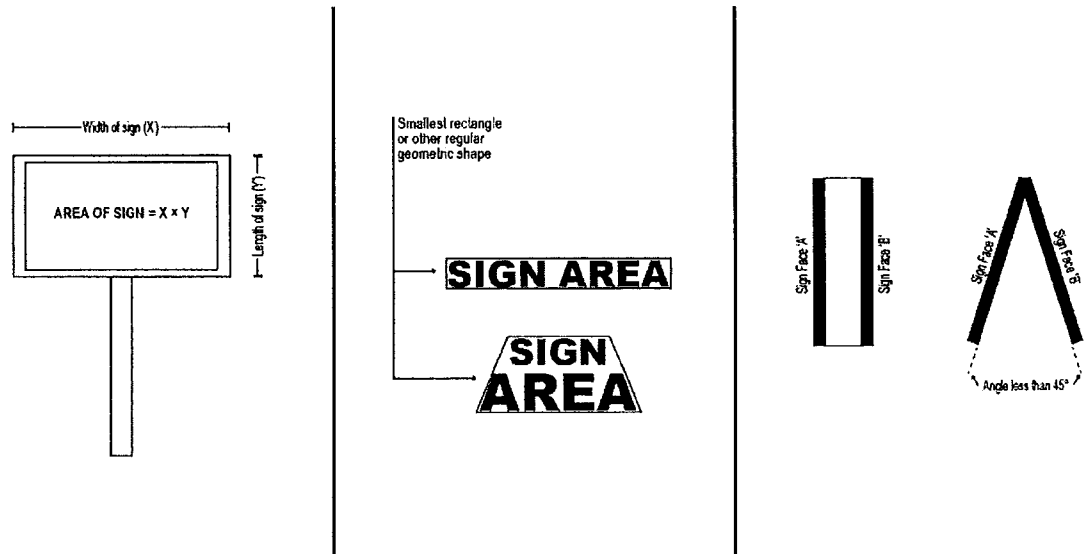 Width of sign (X)
Length of sign (Y)
AREA OF SIGN = X × Y
Smallest rectangle
or other regular
geometric shape
SIGN AREA
SIGN
AREA
Sign Face 'A'
Sign Face 'B'
Sign Face 'A'
Sign Face 'B'
Angle less than 45°